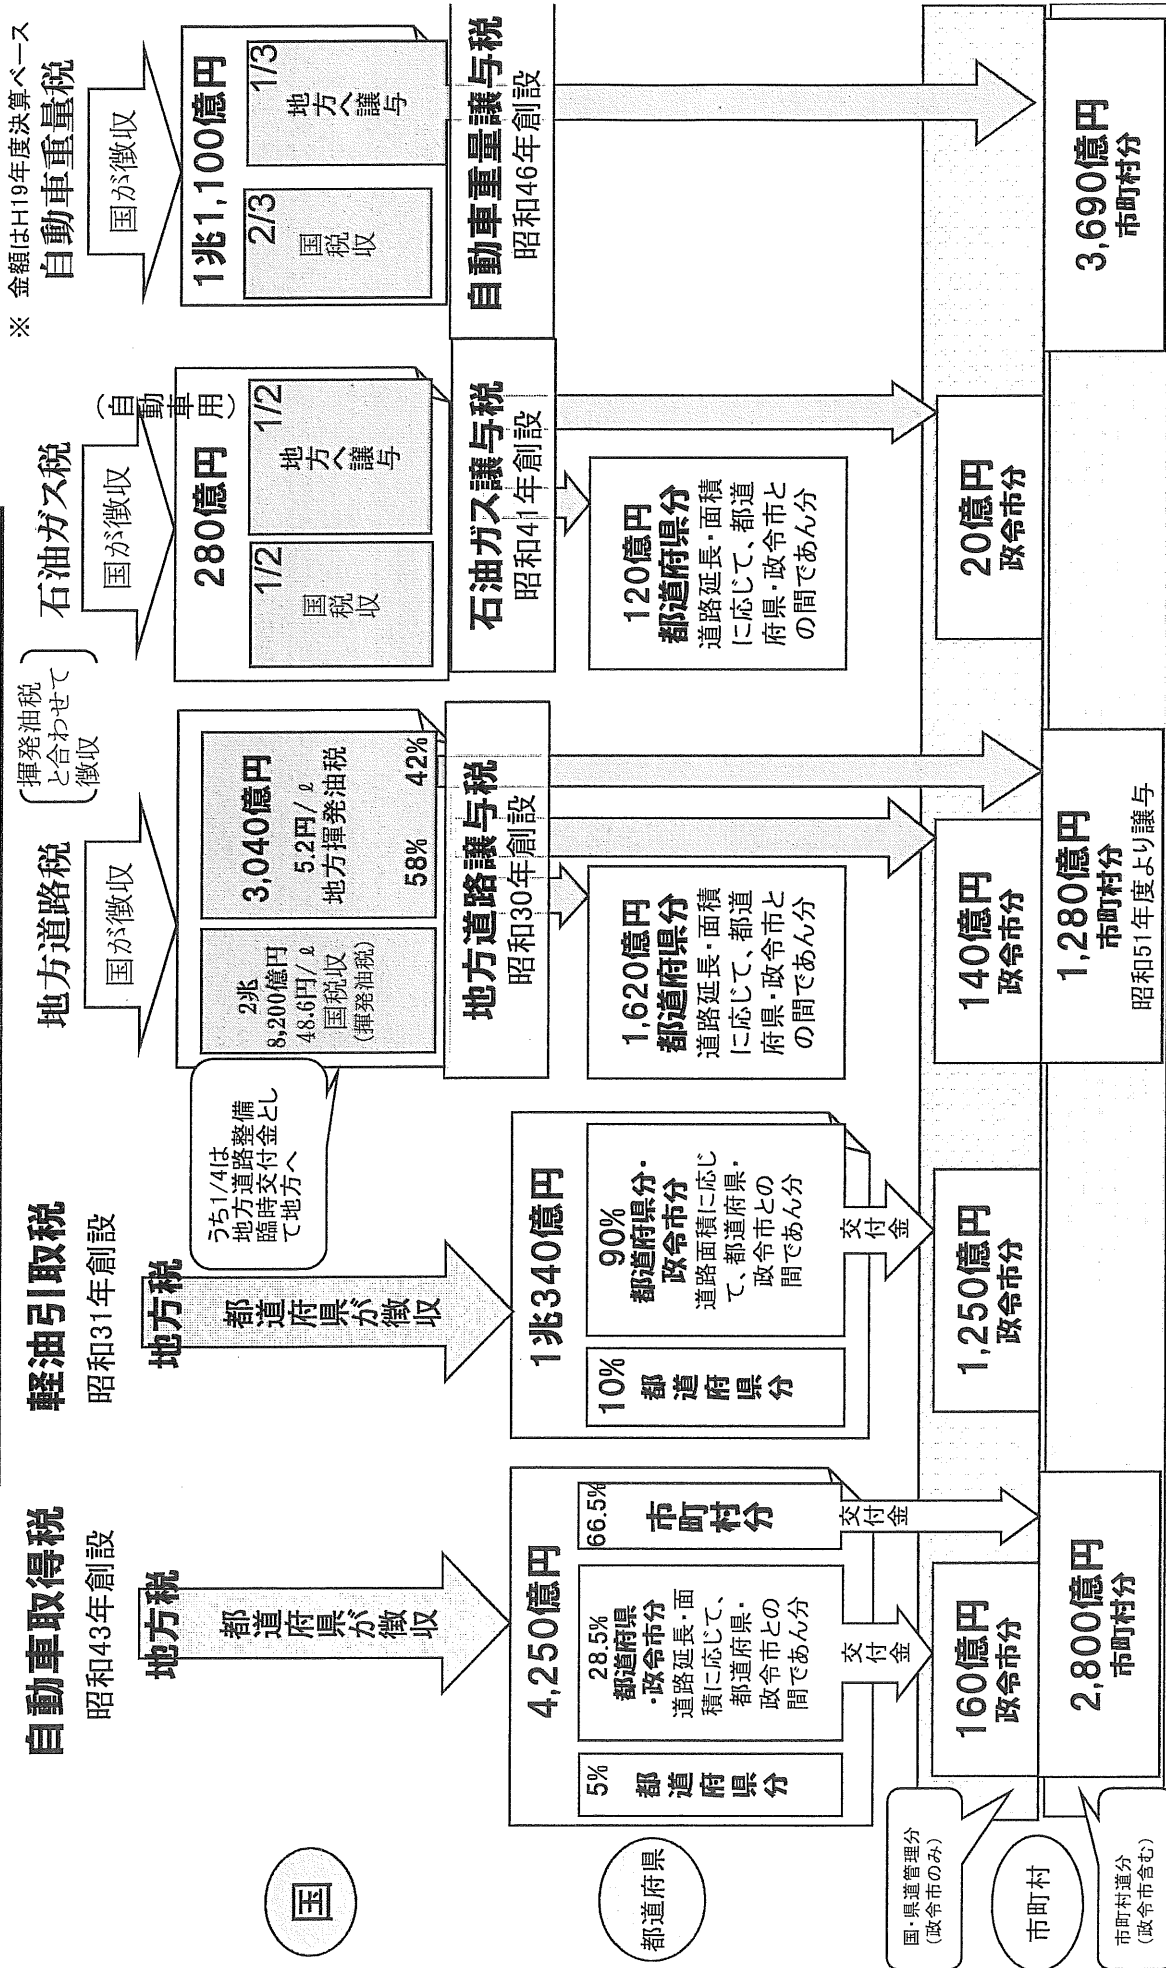 ※ 金額はH19年度決算ベース
自動車取得税
昭和43年創設
地方税
都道府県が徴収
4,250億円
5%
都道府県分
28.5%
都道府県
・政令市分
道路延長・面
積に応じて、
都道府県・
政令市との
間であん分
66.5%
市町村分
交付金
交付金
160億円
政令市分
2,800億円
市町村分
軽油引取税
昭和31年創設
地方税
都道府県が徴収
1兆340億円
10%
都道府県分
90%
都道府県分・
政令市分
道路面積に応じ
て、都道府県・
政令市との
間であん分
交付金
1,250億円
政令市分
地方道路税
揮発油税
と合わせて
徴収
国が徴収
2兆
8,200億円
48.6円/ℓ
国税収
(揮発油税)
うち1/4は
地方道路整備
臨時交付金とし
て地方へ
3,040億円
5.2円/ℓ
地方揮発油税
58% 42%
地方道路譲与税
昭和30年創設
1,620億円
都道府県分
道路延長・面積
に応じて、都道
府県・政令市と
の間であん分
140億円
政令市分
1,280億円
市町村分
昭和51年度より譲与
石油ガス税
(自動車用)
国が徴収
280億円
1/2
国税収
1/2
地方へ譲与
石油ガス譲与税
昭和41年創設
120億円
都道府県分
道路延長・面積
に応じて、都道
府県・政令市と
の間であん分
20億円
政令市分
自動車重量税
国が徴収
1兆1,100億円
2/3
国税収
1/3
地方へ譲与
自動車重量譲与税
昭和46年創設
3,690億円
市町村分
国
都道府県
国・県道管理分
(政令市のみ)
市町村
市町村道分
(政令市含む)